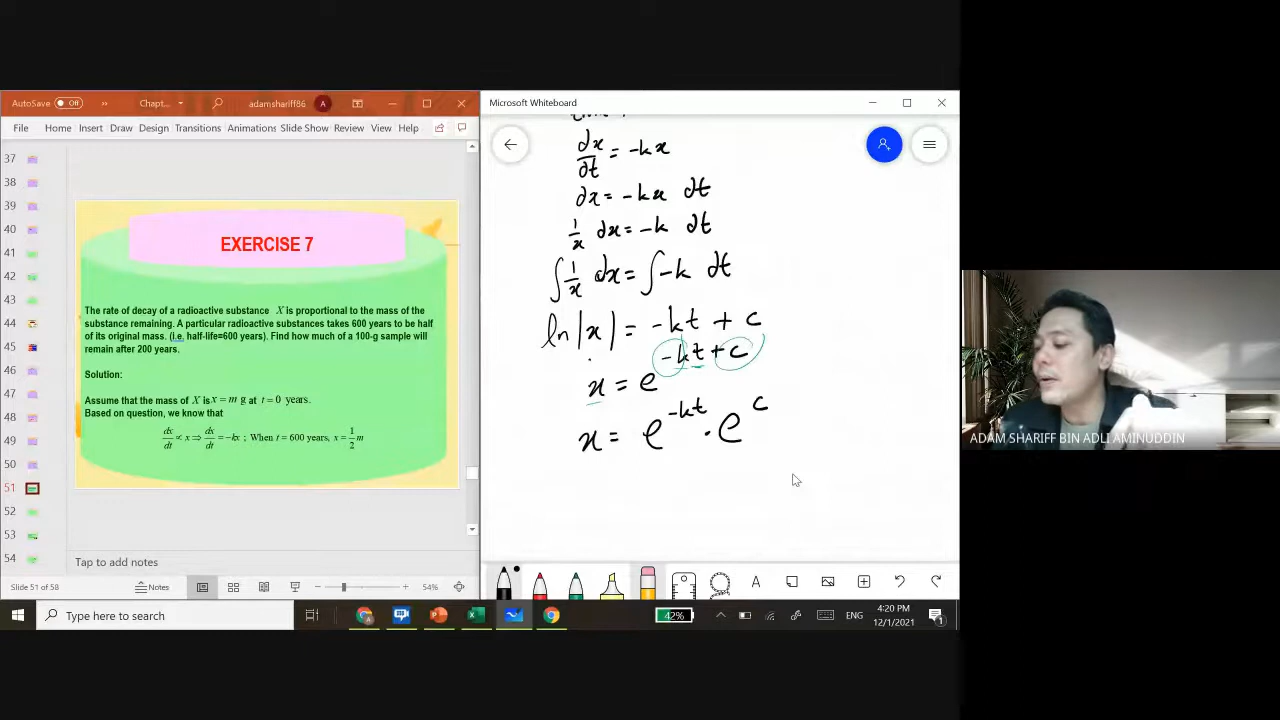 AutoSave Off » Chapt... adamshariff86 A
File Home Insert Draw Design Transitions Animations Slide Show Review View Help
37
38
39
40
41
42
43
44
45
46
47
48
49
50
51
52
53
54
EXERCISE 7
The rate of decay of a radioactive substance X is proportional to the mass of the
substance remaining. A particular radioactive substances takes 600 years to be half
of its original mass. (i.e. half-life=600 years). Find how much of a 100-g sample will
remain after 200 years.
Solution:
Assume that the mass of X is x = m g at t = 0 years.
Based on question, we know that
dx/dt ∝ x ⇒ dx/dt = -kx ; When t = 600 years, x = 1/2 m
Tap to add notes
Slide 51 of 58 Notes 54%
Microsoft Whiteboard
∂x/∂t = -kx
∂x = -kx ∂t
1/x ∂x = -k ∂t
∫ 1/x dx = ∫ -k ∂t
ln|x| = -kt + c
x = e^(-kt + c)
x = e^(-kt) · e^c
A
ADAM SHARIFF BIN ADLI AMINUDDIN
Type here to search
42%
ENG
4:20 PM
12/1/2021
1